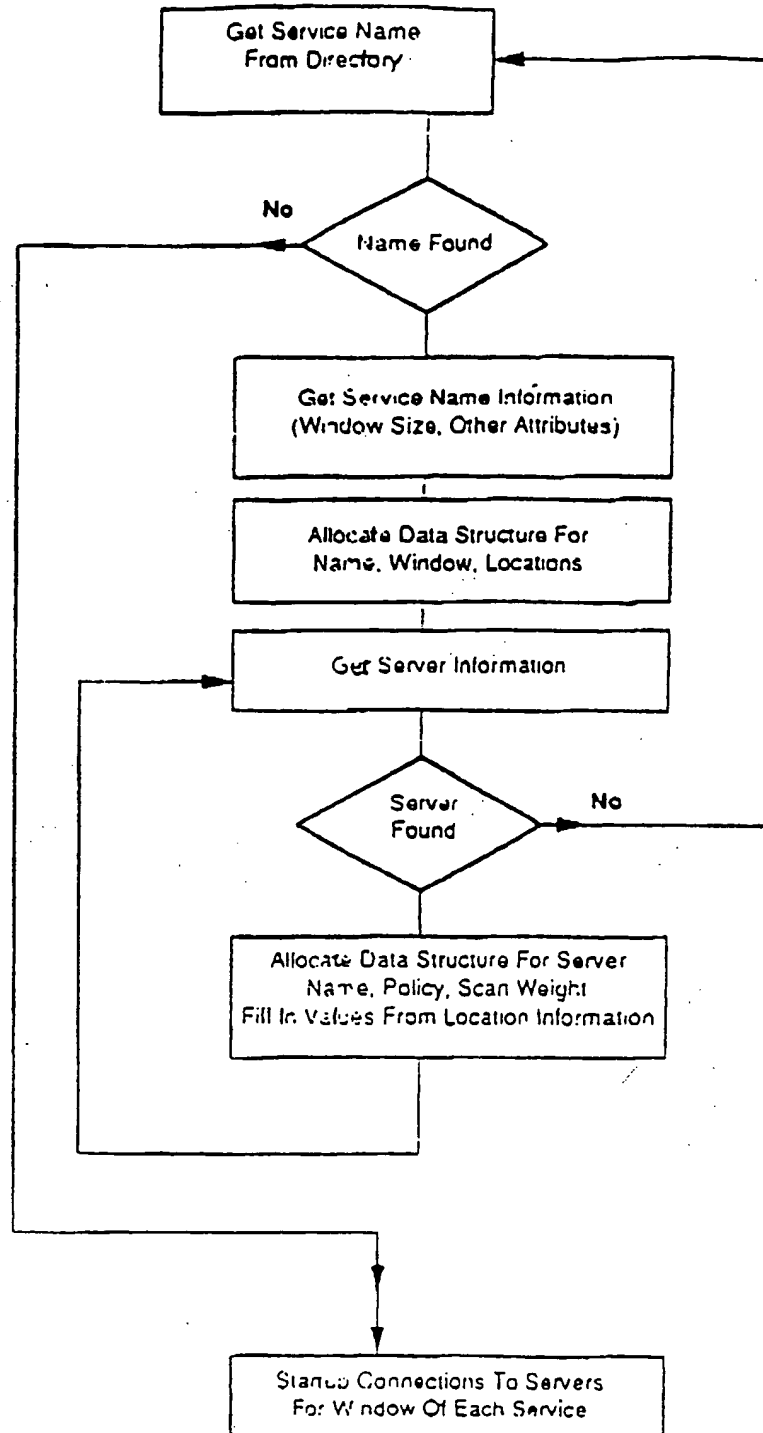 Get Service Name
From Directory
No
Name Found
Get Service Name Information
(Window Size, Other Attributes)
Allocate Data Structure For
Name, Window, Locations
Get Server Information
Server
Found
No
Allocate Data Structure For Server
Name, Policy, Scan Weight
Fill In Values From Location Information
Startup Connections To Servers
For Window Of Each Service